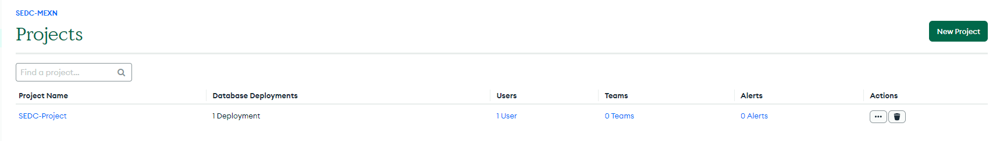 SEDC-MEXN
Projects
New Project
Find a project...
Project Name Database Deployments Users Teams Alerts Actions
SEDC-Project 1 Deployment 1 User 0 Teams 0 Alerts